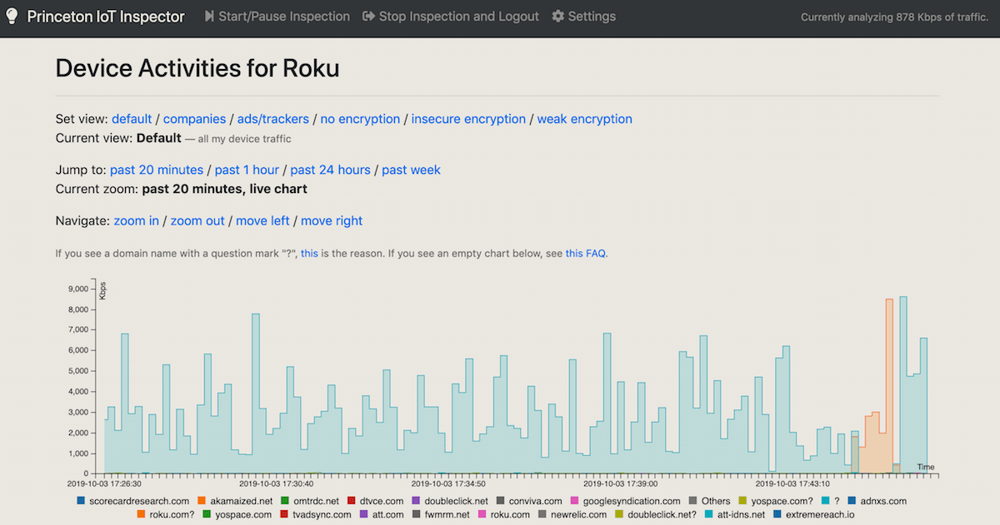 Princeton IoT Inspector Start/Pause Inspection Stop Inspection and Logout Settings Currently analyzing 878 Kbps of traffic.
Device Activities for Roku
Set view: default / companies / ads/trackers / no encryption / insecure encryption / weak encryption
Current view: Default — all my device traffic
Jump to: past 20 minutes / past 1 hour / past 24 hours / past week
Current zoom: past 20 minutes, live chart
Navigate: zoom in / zoom out / move left / move right
If you see a domain name with a question mark "?", this is the reason. If you see an empty chart below, see this FAQ.
Kbps
9,000
8,000
7,000
6,000
5,000
4,000
3,000
2,000
1,000
0
Time
2019-10-03 17:26:30 2019-10-03 17:30:40 2019-10-03 17:34:50 2019-10-03 17:39:00 2019-10-03 17:43:10
scorecardresearch.com akamaized.net omtrdc.net dtvce.com doubleclick.net conviva.com googlesyndication.com Others yospace.com? ? adnxs.com
roku.com? yospace.com tvadsync.com att.com fwmrm.net roku.com newrelic.com doubleclick.net? att-idns.net extremereach.io